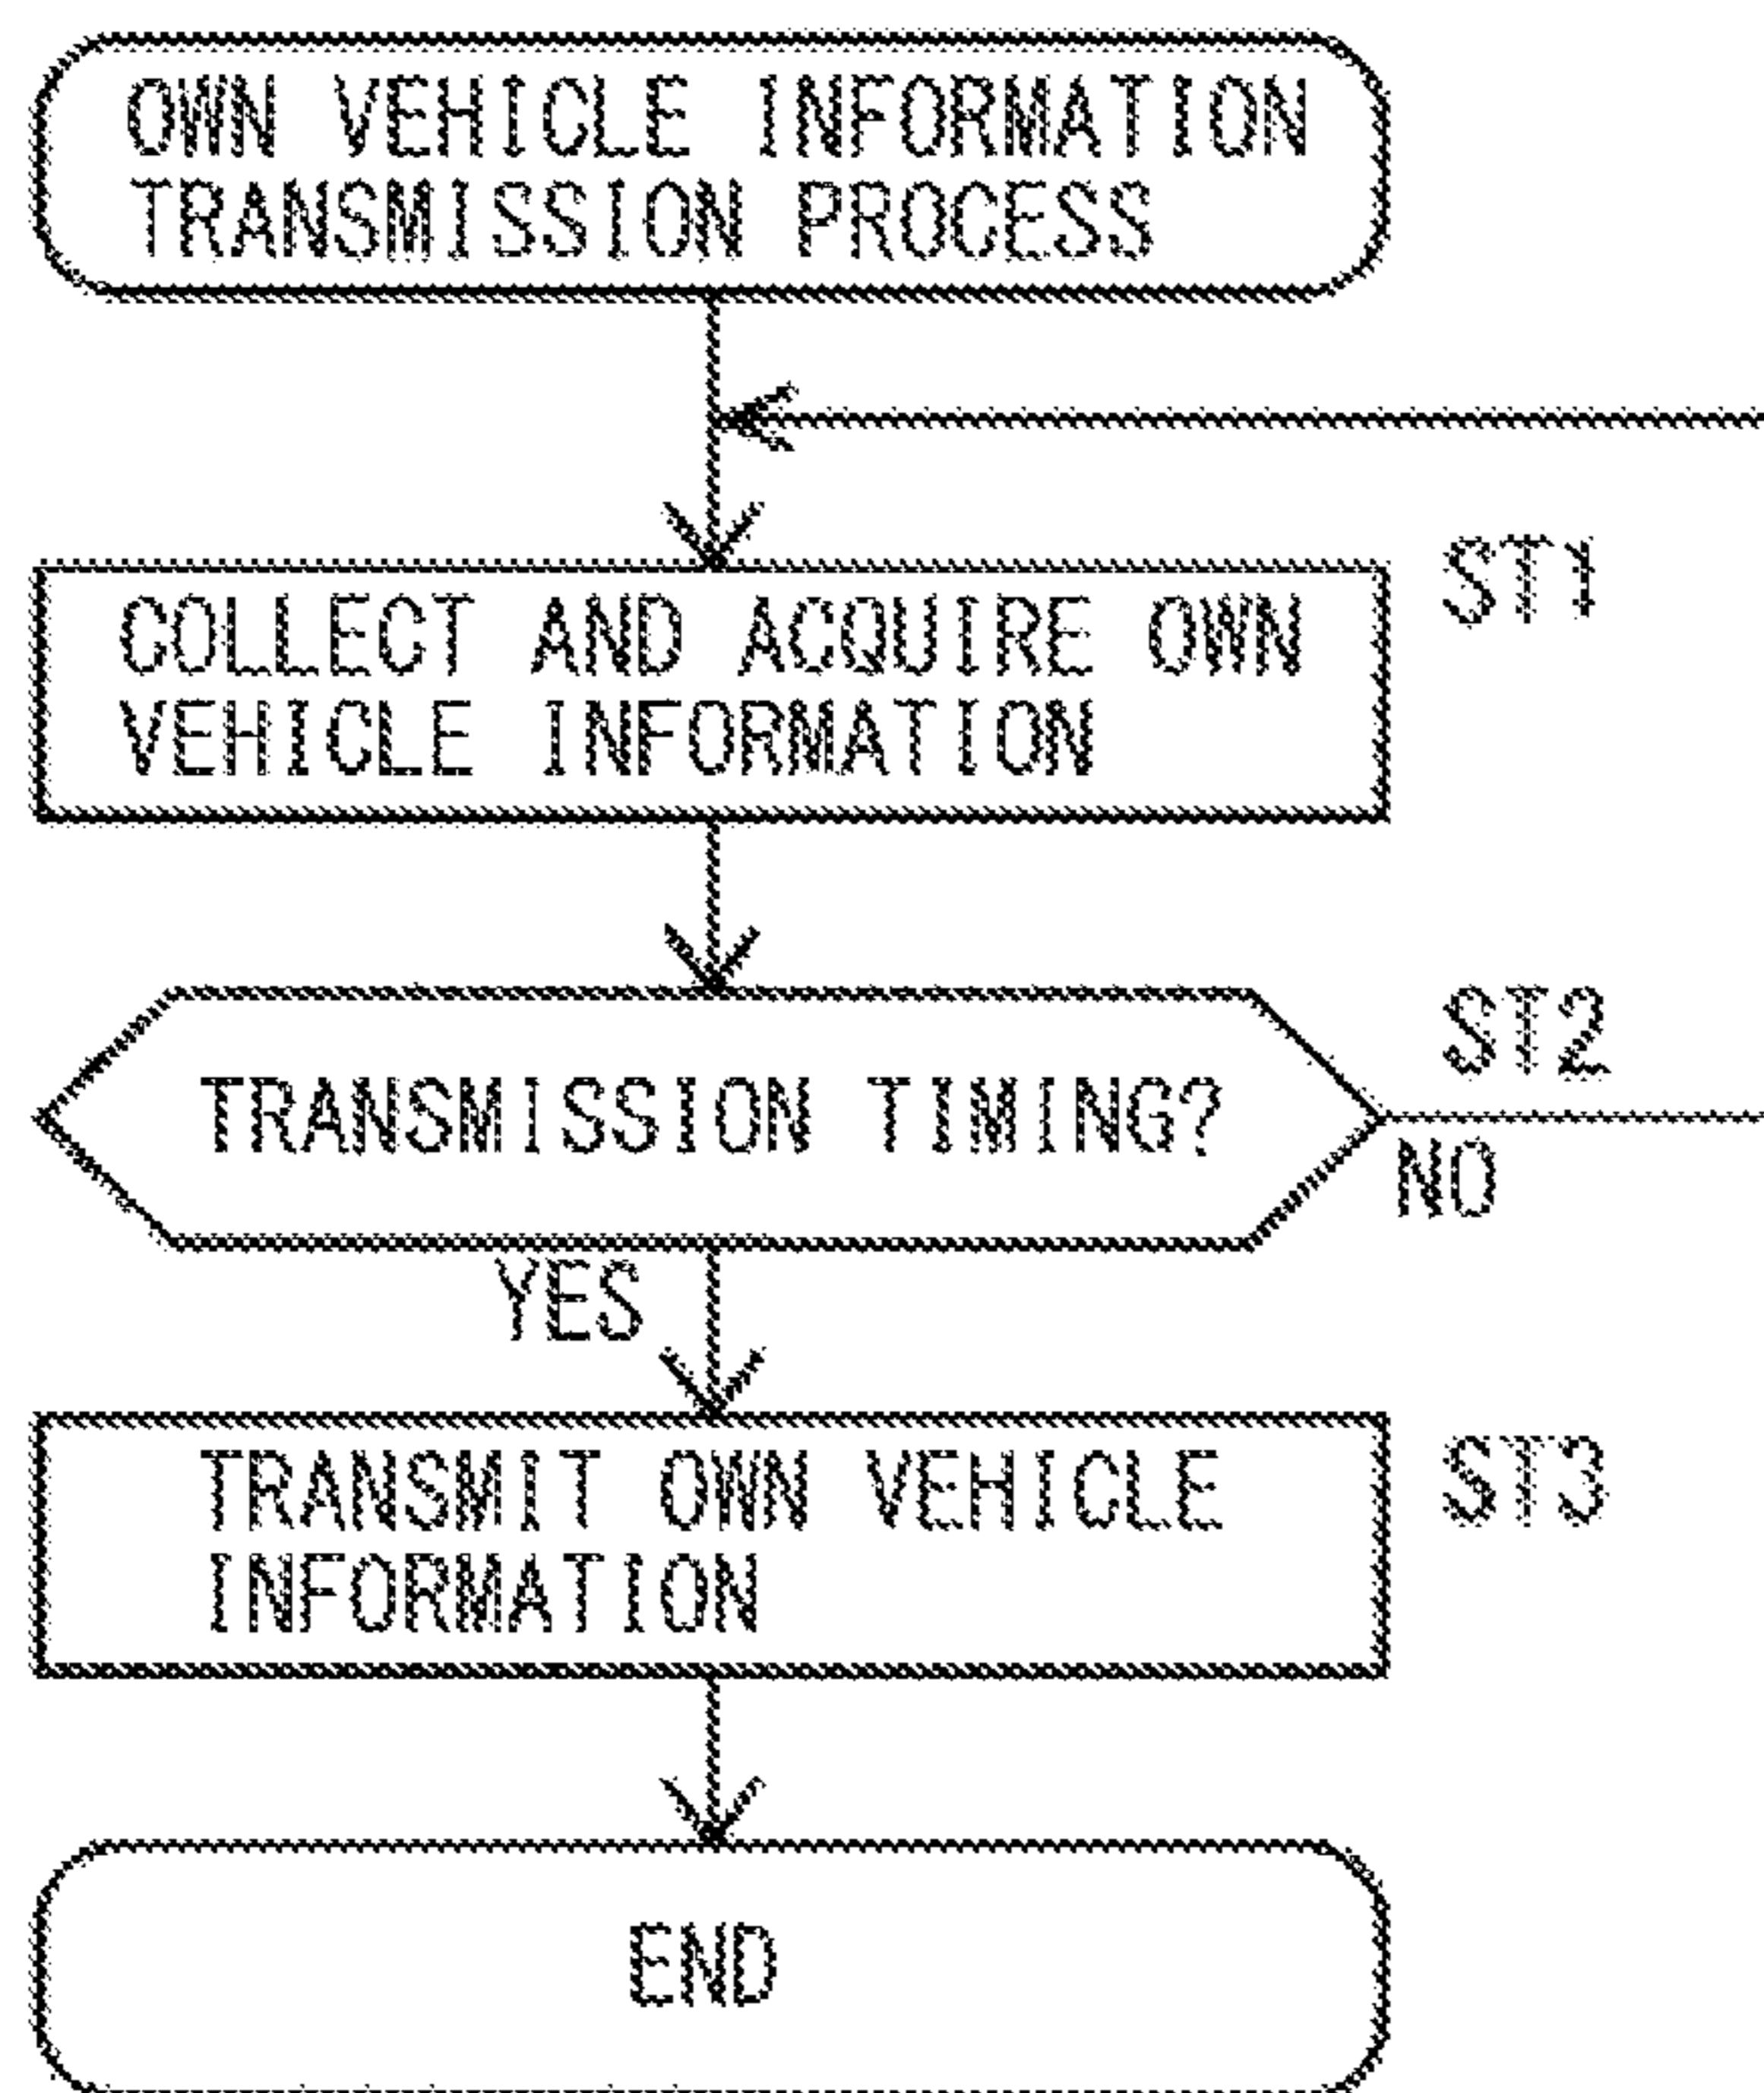 OWN VEHICLE INFORMATION
TRANSMISSION PROCESS
ST1
COLLECT AND ACQUIRE OWN
VEHICLE INFORMATION
ST2
TRANSMISSION TIMING?
NO
YES
ST3
TRANSMIT OWN VEHICLE
INFORMATION
END